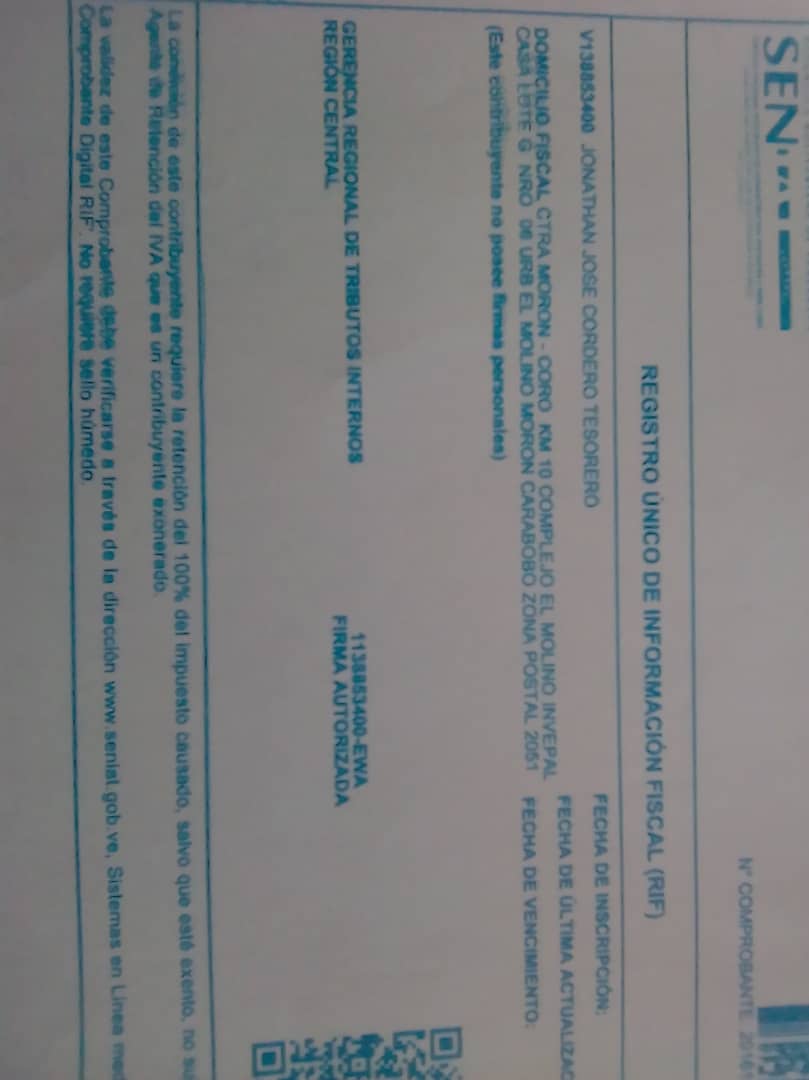 SENIAT
N° COMPROBANTE: 20161
REGISTRO ÚNICO DE INFORMACIÓN FISCAL (RIF)
V138853400 JONATHAN JOSE CORDERO TESORERO
FECHA DE INSCRIPCIÓN:
FECHA DE ÚLTIMA ACTUALIZAC
DOMICILIO FISCAL CTRA MORON - CORO KM 10 COMPLEJO EL MOLINO INVEPAL
CASA LOTE G NRO 08 URB EL MOLINO MORON CARABOBO ZONA POSTAL 2051
FECHA DE VENCIMIENTO:
(Este contribuyente no posee firmas personales)
GERENCIA REGIONAL DE TRIBUTOS INTERNOS
REGIÓN CENTRAL
1138853400-EWA
FIRMA AUTORIZADA
La condición de este contribuyente requiere la retención del 100% del impuesto causado, salvo que esté exento, no su
Agente de Retención del IVA que es un contribuyente exonerado.
La validez de este Comprobante debe verificarse a través de la dirección www.seniat.gob.ve, Sistemas en Línea med
Comprobante Digital RIF. No requiere sello húmedo.